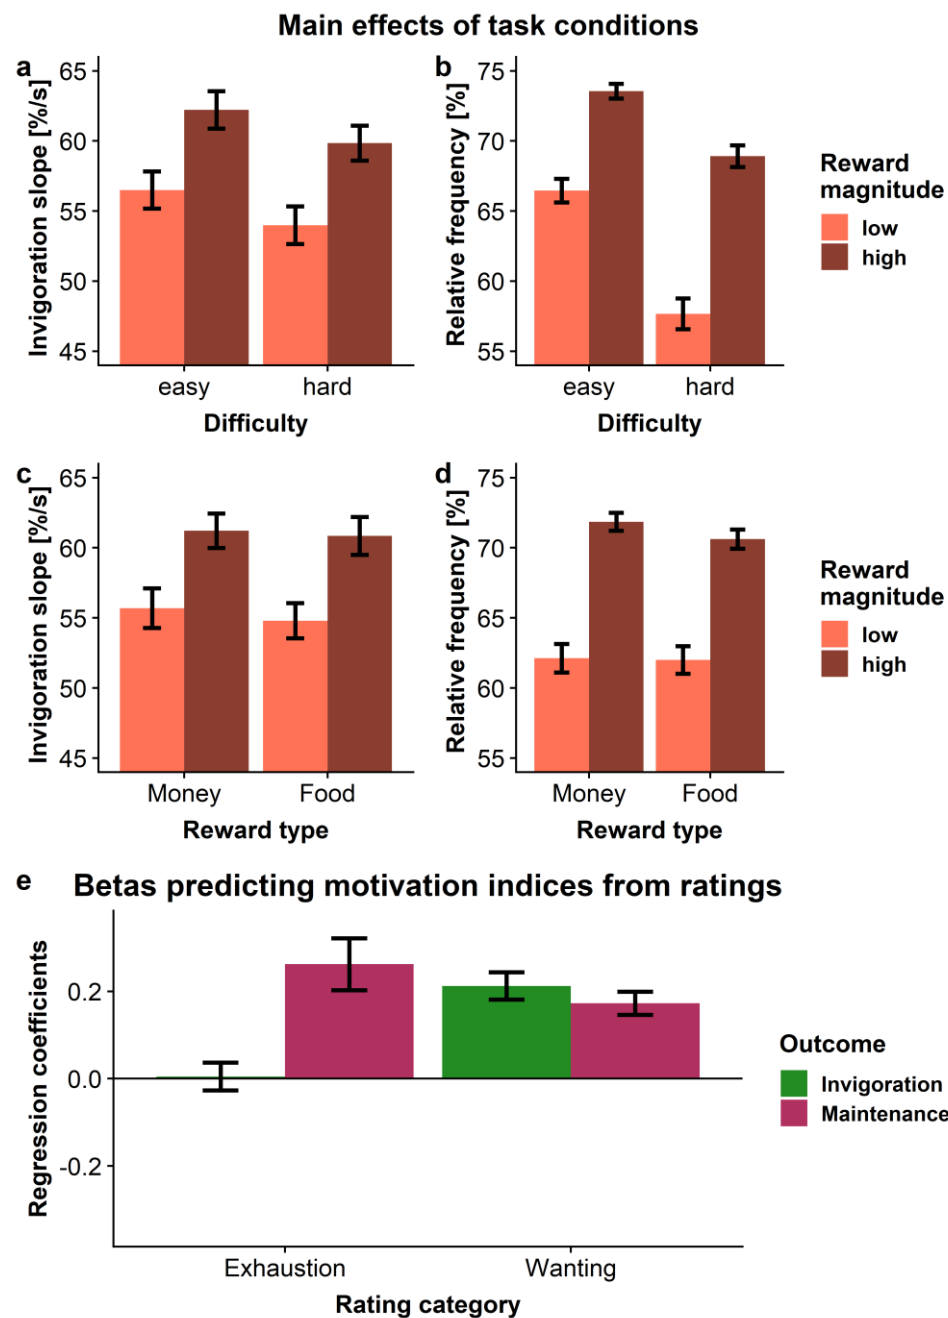 Main effects of task conditions
a
Invigoration slope [%/s]
65
60
55
50
45
easy
hard
Difficulty
b
Relative frequency [%]
75
70
65
60
55
easy
hard
Difficulty
Reward
magnitude
low
high
c
Invigoration slope [%/s]
65
60
55
50
45
Money
Food
Reward type
d
Relative frequency [%]
75
70
65
60
55
Money
Food
Reward type
Reward
magnitude
low
high
e
Betas predicting motivation indices from ratings
Regression coefficients
0.2
0.0
-0.2
Exhaustion
Wanting
Rating category
Outcome
Invigoration
Maintenance